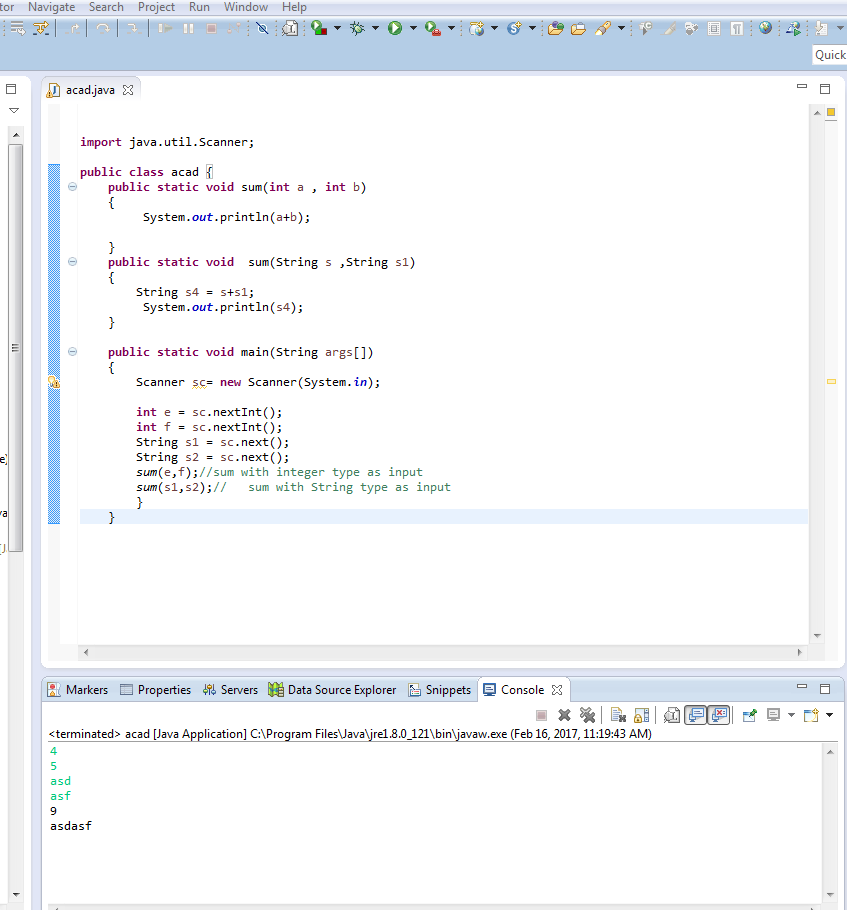 tor Navigate Search Project Run Window Help
Quick
acad.java
import java.util.Scanner;
public class acad {
public static void sum(int a , int b)
{
System.out.println(a+b);
}
public static void  sum(String s ,String s1)
{
String s4 = s+s1;
System.out.println(s4);
}
public static void main(String args[])
{
Scanner sc= new Scanner(System.in);
int e = sc.nextInt();
int f = sc.nextInt();
String s1 = sc.next();
String s2 = sc.next();
sum(e,f);//sum with integer type as input
sum(s1,s2);//   sum with String type as input
}
}
e)
va
Markers Properties Servers Data Source Explorer Snippets Console
<terminated> acad [Java Application] C:\Program Files\Java\jre1.8.0_121\bin\javaw.exe (Feb 16, 2017, 11:19:43 AM)
4
5
asd
asf
9
asdasf